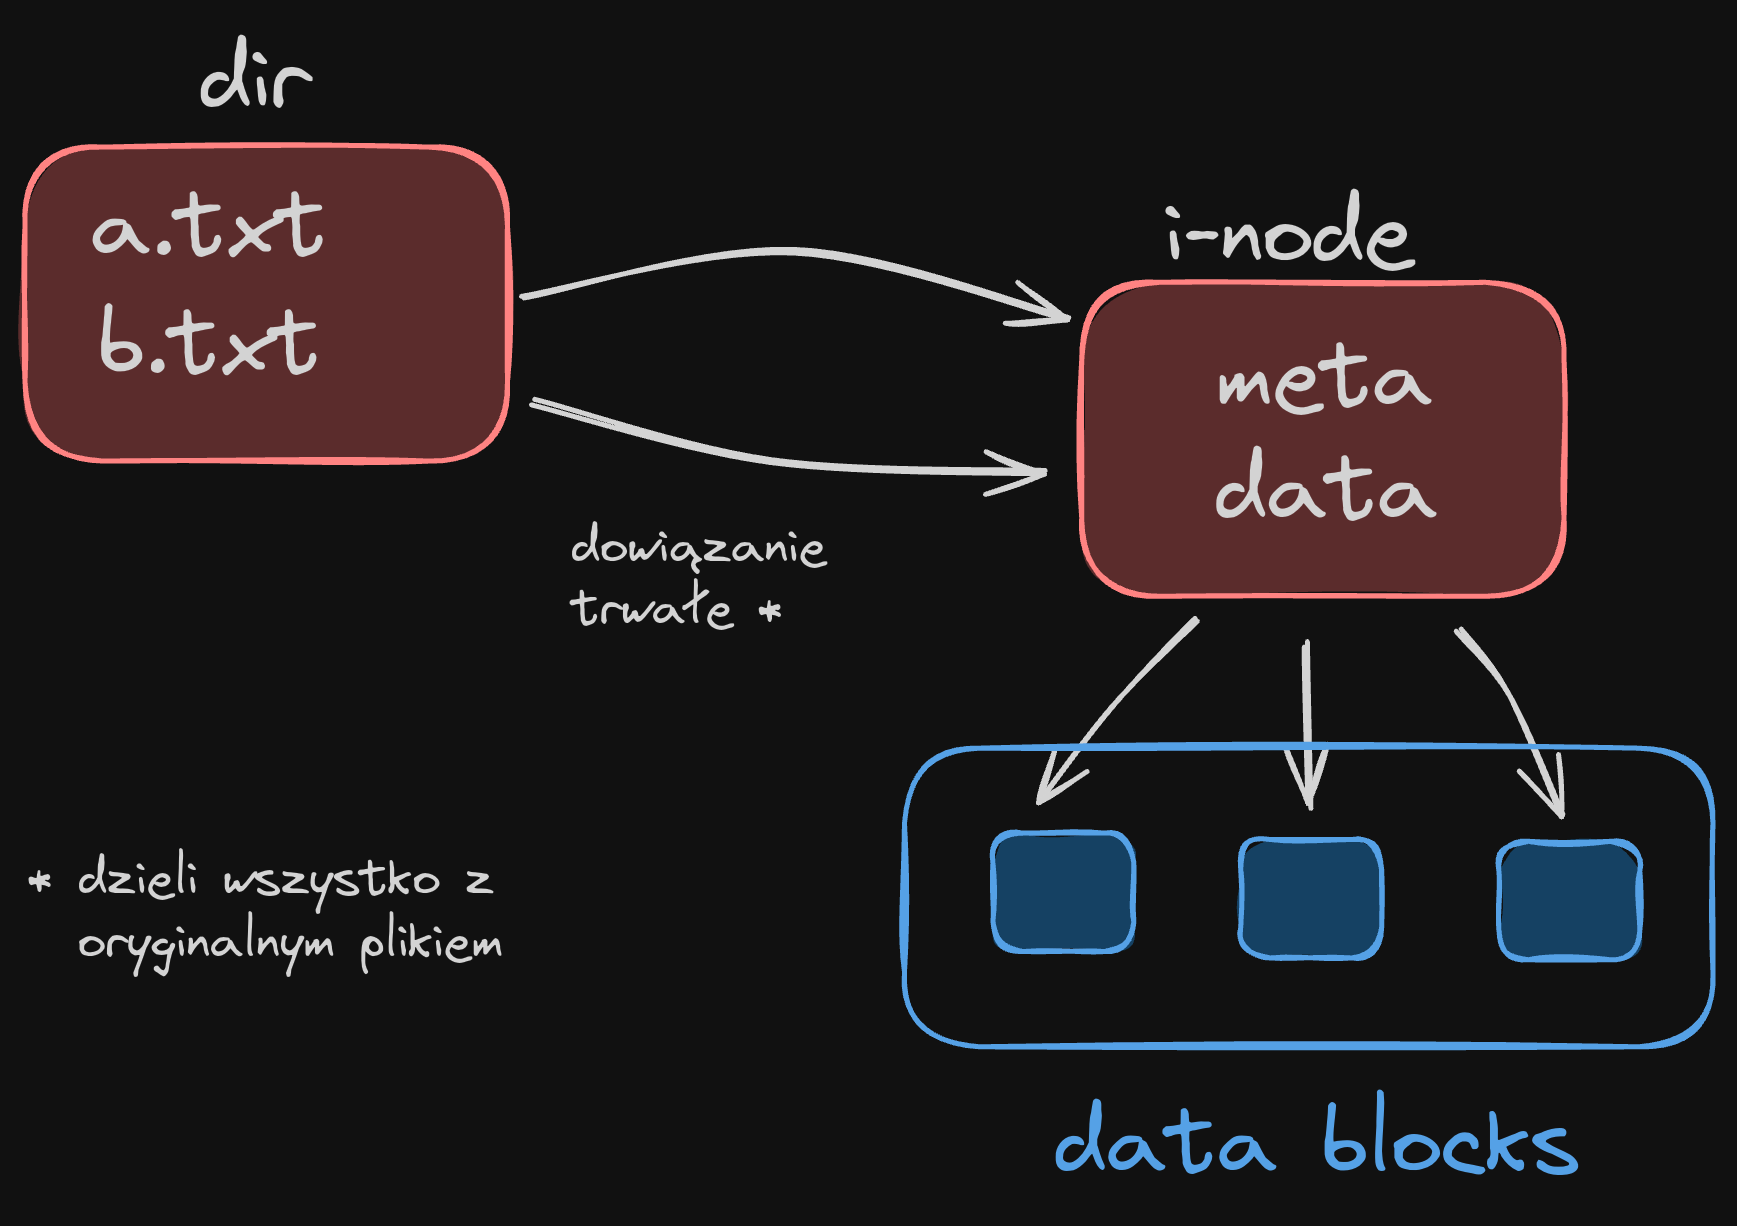 dir
a.txt
b.txt
i-node
meta
data
dowiązanie
trwałe *
* dzieli wszystko z
oryginalnym plikiem
data blocks